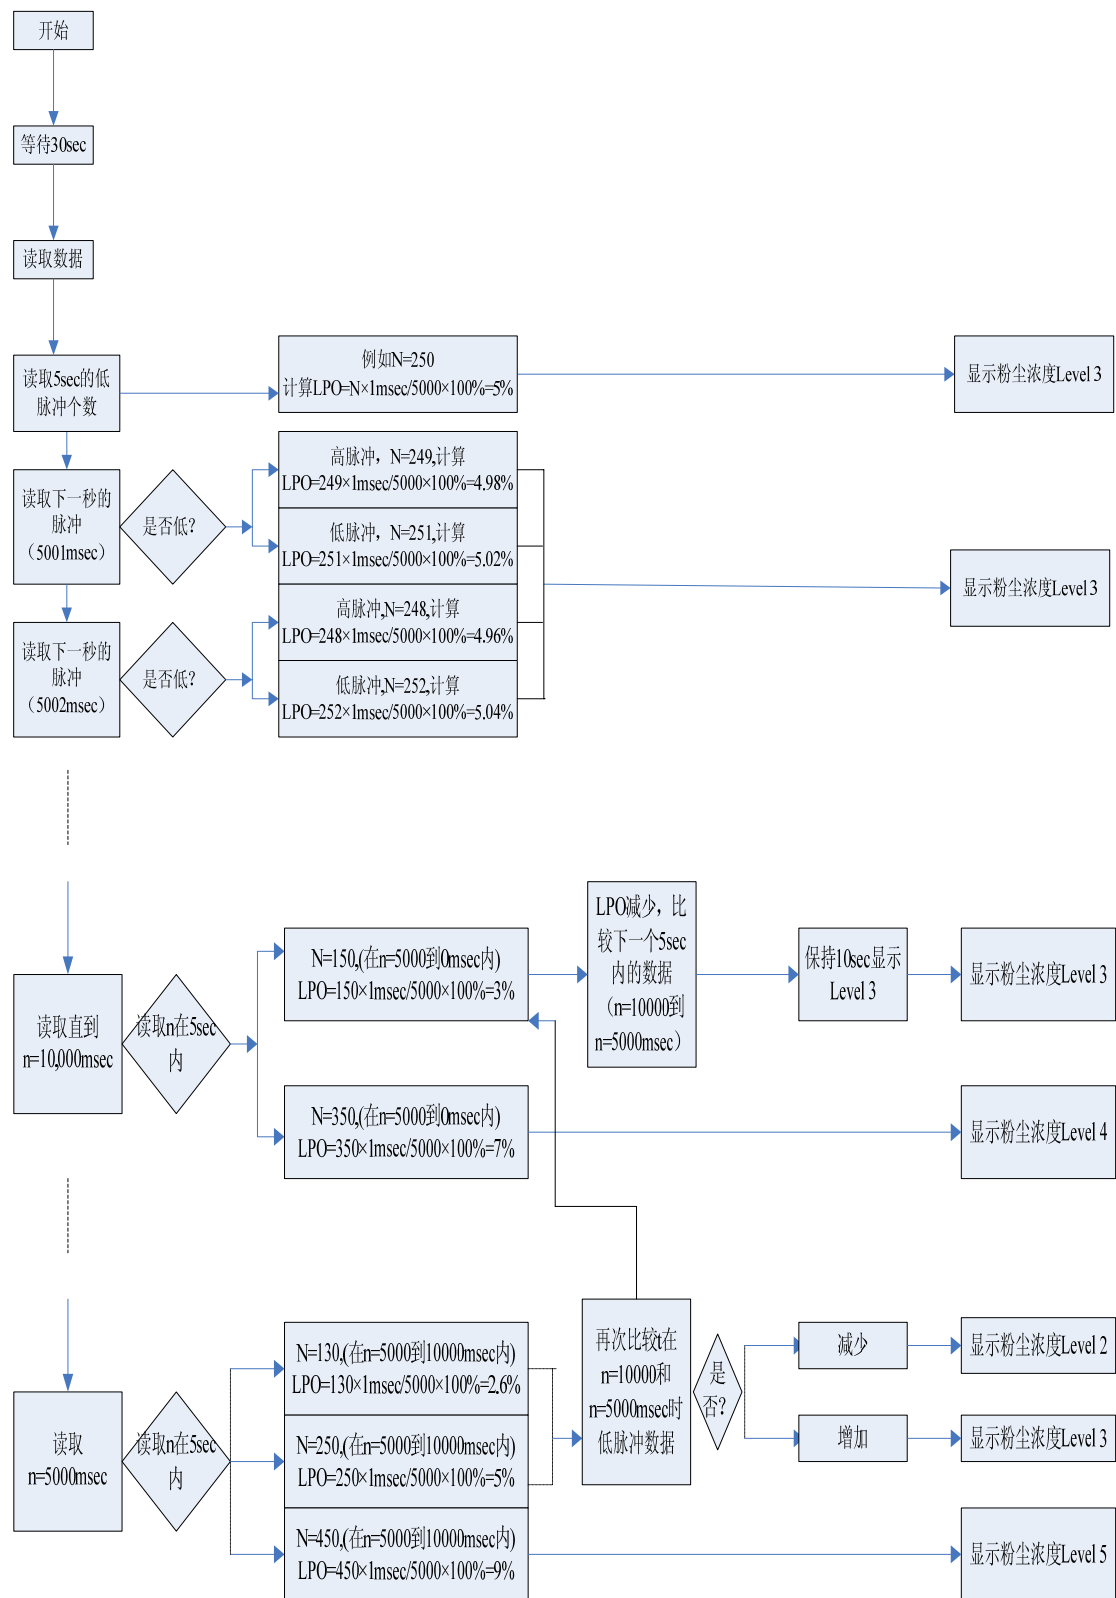 开始
等待30sec
读取数据
读取5sec的低
脉冲个数
例如N=250
计算LPO=N×1msec/5000×100%=5%
显示粉尘浓度Level 3
读取下一秒的
脉冲
（5001msec）
是否低？
高脉冲，N=249,计算
LPO=249×1msec/5000×100%=4.98%
低脉冲，N=251,计算
LPO=251×1msec/5000×100%=5.02%
显示粉尘浓度Level 3
读取下一秒的
脉冲
（5002msec）
是否低？
高脉冲,N=248,计算
LPO=248×1msec/5000×100%=4.96%
低脉冲,N=252,计算
LPO=252×1msec/5000×100%=5.04%
读取直到
n=10,000msec
读取n在5sec
内
N=150,(在n=5000到0msec内)
LPO=150×1msec/5000×100%=3%
LPO减少，比
较下一个5sec
内的数据
（n=10000到
n=5000msec）
保持10sec显示
Level 3
显示粉尘浓度Level 3
N=350,(在n=5000到0msec内)
LPO=350×1msec/5000×100%=7%
显示粉尘浓度Level 4
读取
n=5000msec
读取n在5sec
内
N=130,(在n=5000到10000msec内)
LPO=130×1msec/5000×100%=2.6%
N=250,(在n=5000到10000msec内)
LPO=250×1msec/5000×100%=5%
N=450,(在n=5000到10000msec内)
LPO=450×1msec/5000×100%=9%
再次比较t在
n=10000和
n=5000msec时
低脉冲数据
是
否？
减少
显示粉尘浓度Level 2
增加
显示粉尘浓度Level 3
显示粉尘浓度Level 5